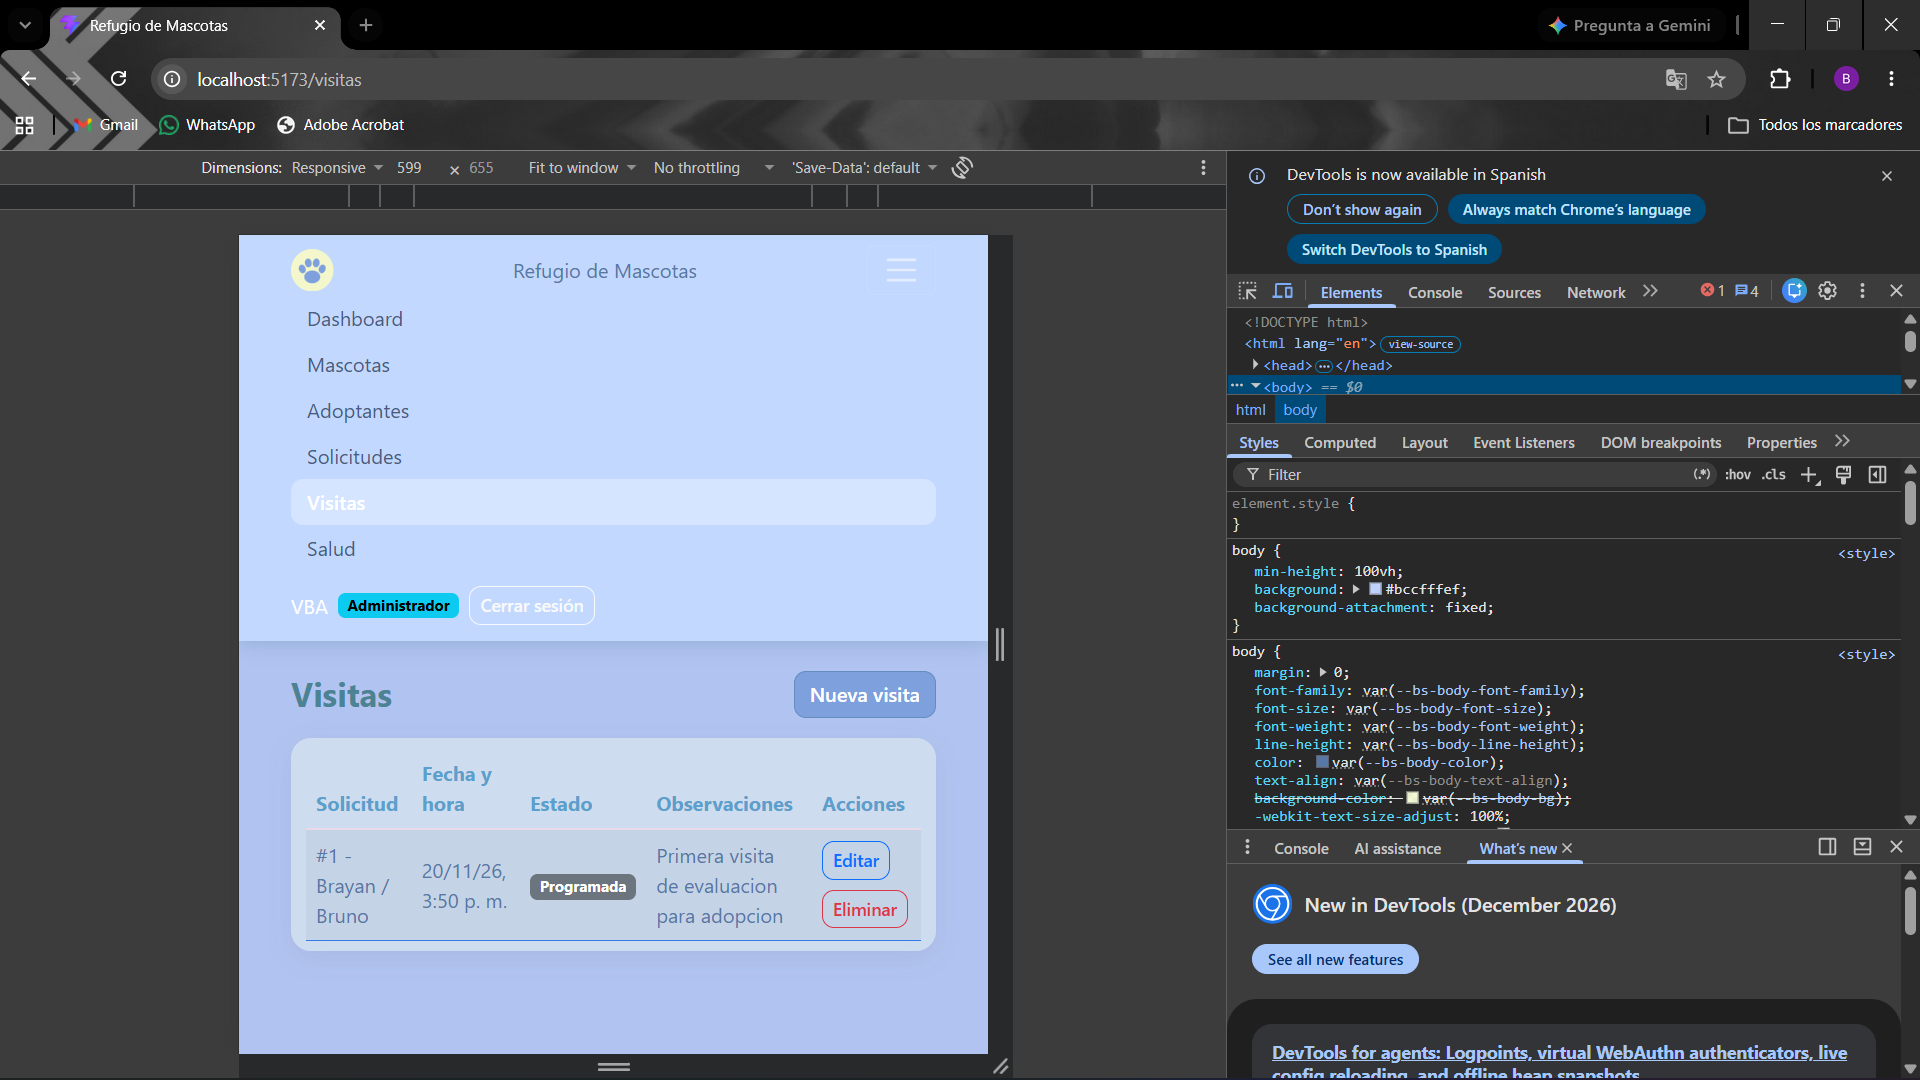 Refugio de Mascotas
Pregunta a Gemini
localhost:5173/visitas
B
Gmail
WhatsApp
Adobe Acrobat
Todos los marcadores
Dimensions: Responsive 599 × 655 Fit to window No throttling 'Save-Data': default
Refugio de Mascotas
Dashboard
Mascotas
Adoptantes
Solicitudes
Visitas
Salud
VBA Administrador Cerrar sesión
Visitas
Nueva visita
Solicitud Fecha y hora Estado Observaciones Acciones
#1 -
Brayan /
Bruno
20/11/26,
3:50 p. m.
Programada
Primera visita
de evaluacion
para adopcion
Editar
Eliminar
DevTools is now available in Spanish
Don't show again
Always match Chrome's language
Switch DevTools to Spanish
Elements Console Sources Network 1 4
<!DOCTYPE html>
<html lang="en"> view-source
<head> ... </head>
... <body> == $0
html body
Styles Computed Layout Event Listeners DOM breakpoints Properties
Filter (.*) :hov .cls
element.style {
}
body { <style>
min-height: 100vh;
background: #bccfffef;
background-attachment: fixed;
}
body { <style>
margin: 0;
font-family: var(--bs-body-font-family);
font-size: var(--bs-body-font-size);
font-weight: var(--bs-body-font-weight);
line-height: var(--bs-body-line-height);
color: var(--bs-body-color);
text-align: var(--bs-body-text-align);
background-color: var(--bs-body-bg);
-webkit-text-size-adjust: 100%;
Console AI assistance What's new
New in DevTools (December 2026)
See all new features
DevTools for agents: Logpoints, virtual WebAuthn authenticators, live
config reloading, and offline heap snapshots